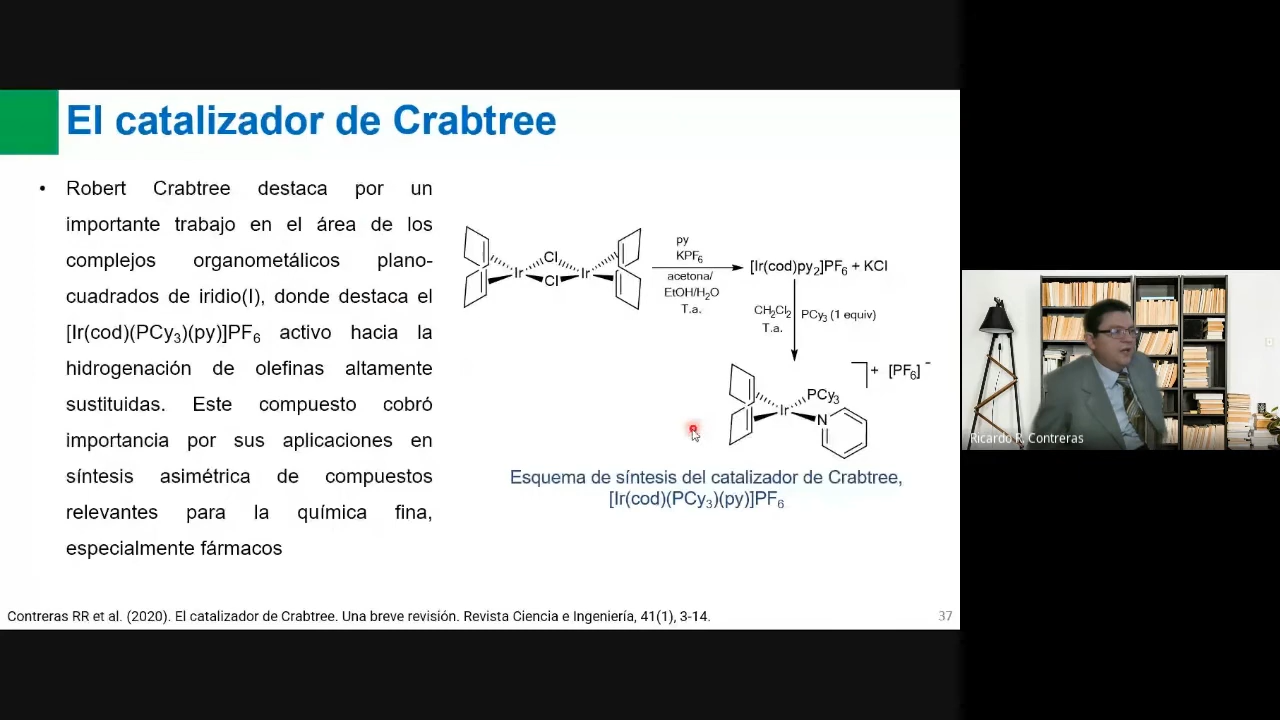 El catalizador de Crabtree
• Robert Crabtree destaca por un
importante trabajo en el área de los
complejos organometálicos plano-
cuadrados de iridio(I), donde destaca el
[Ir(cod)(PCy₃)(py)]PF₆ activo hacia la
hidrogenación de olefinas altamente
sustituidas. Este compuesto cobró
importancia por sus aplicaciones en
síntesis asimétrica de compuestos
relevantes para la química fina,
especialmente fármacos
Ir Cl Cl Ir
py
KPF₆
acetona/
EtOH/H₂O
T.a.
[Ir(cod)py₂]PF₆ + KCl
CH₂Cl₂
T.a.
PCy₃ (1 equiv)
Ir PCy₃ N
+ [PF₆]⁻
Esquema de síntesis del catalizador de Crabtree,
[Ir(cod)(PCy₃)(py)]PF₆
Contreras RR et al. (2020). El catalizador de Crabtree. Una breve revisión. Revista Ciencia e Ingeniería, 41(1), 3-14.
37
Ricardo R. Contreras